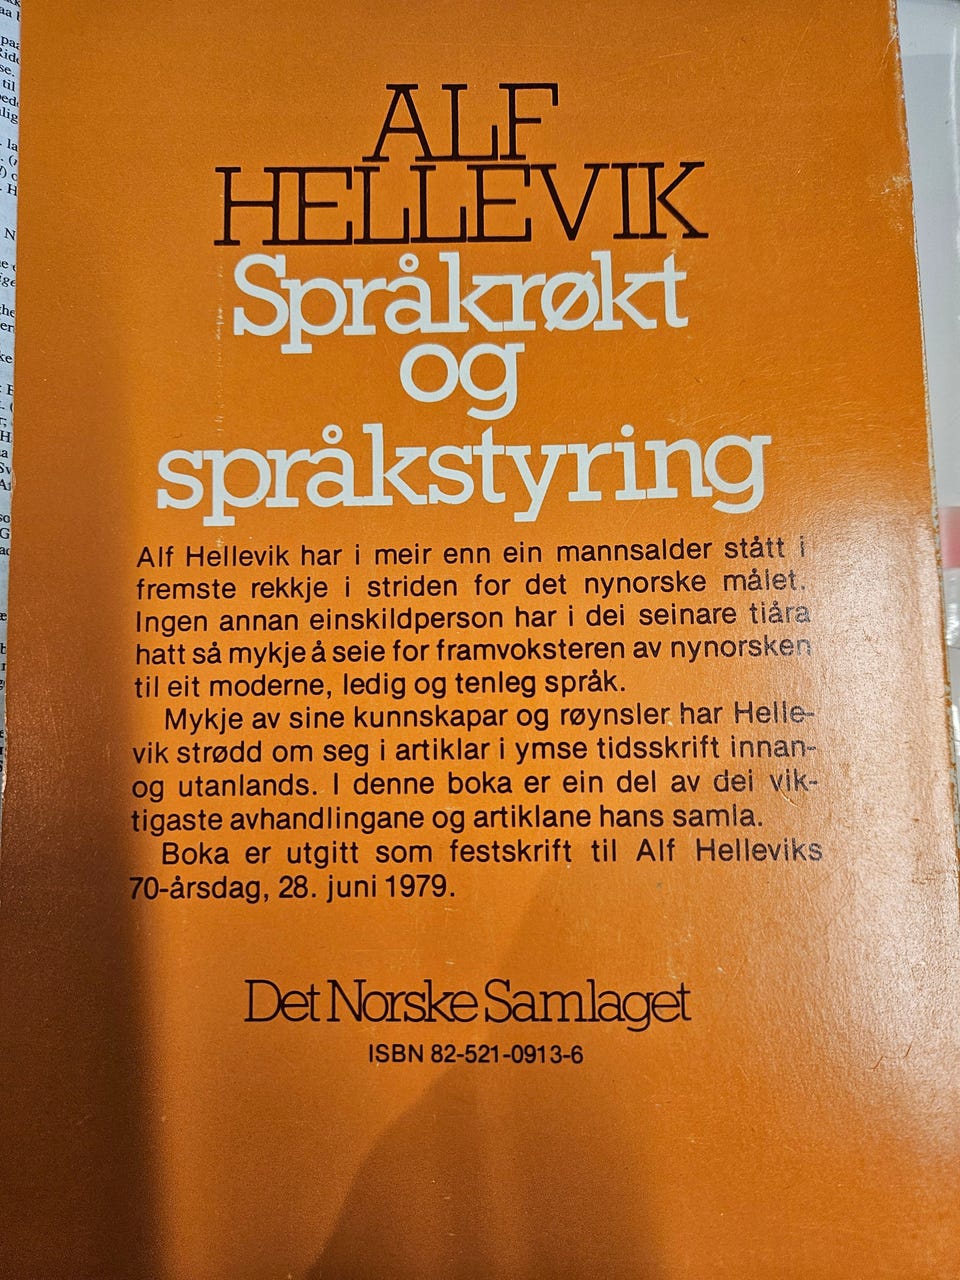 ALF
HELLEVIK
Språkrøkt
og
språkstyring
Alf Hellevik har i meir enn ein mannsalder stått i
fremste rekkje i striden for det nynorske målet.
Ingen annan einskildperson har i dei seinare tiåra
hatt så mykje å seie for framvoksteren av nynorsken
til eit moderne, ledig og tenleg språk.
Mykje av sine kunnskapar og røynsler har Helle-
vik strødd om seg i artiklar i ymse tidsskrift innan-
og utanlands. I denne boka er ein del av dei vik-
tigaste avhandlingane og artiklane hans samla.
Boka er utgitt som festskrift til Alf Helleviks
70-årsdag, 28. juni 1979.
Det Norske Samlaget
ISBN 82-521-0913-6